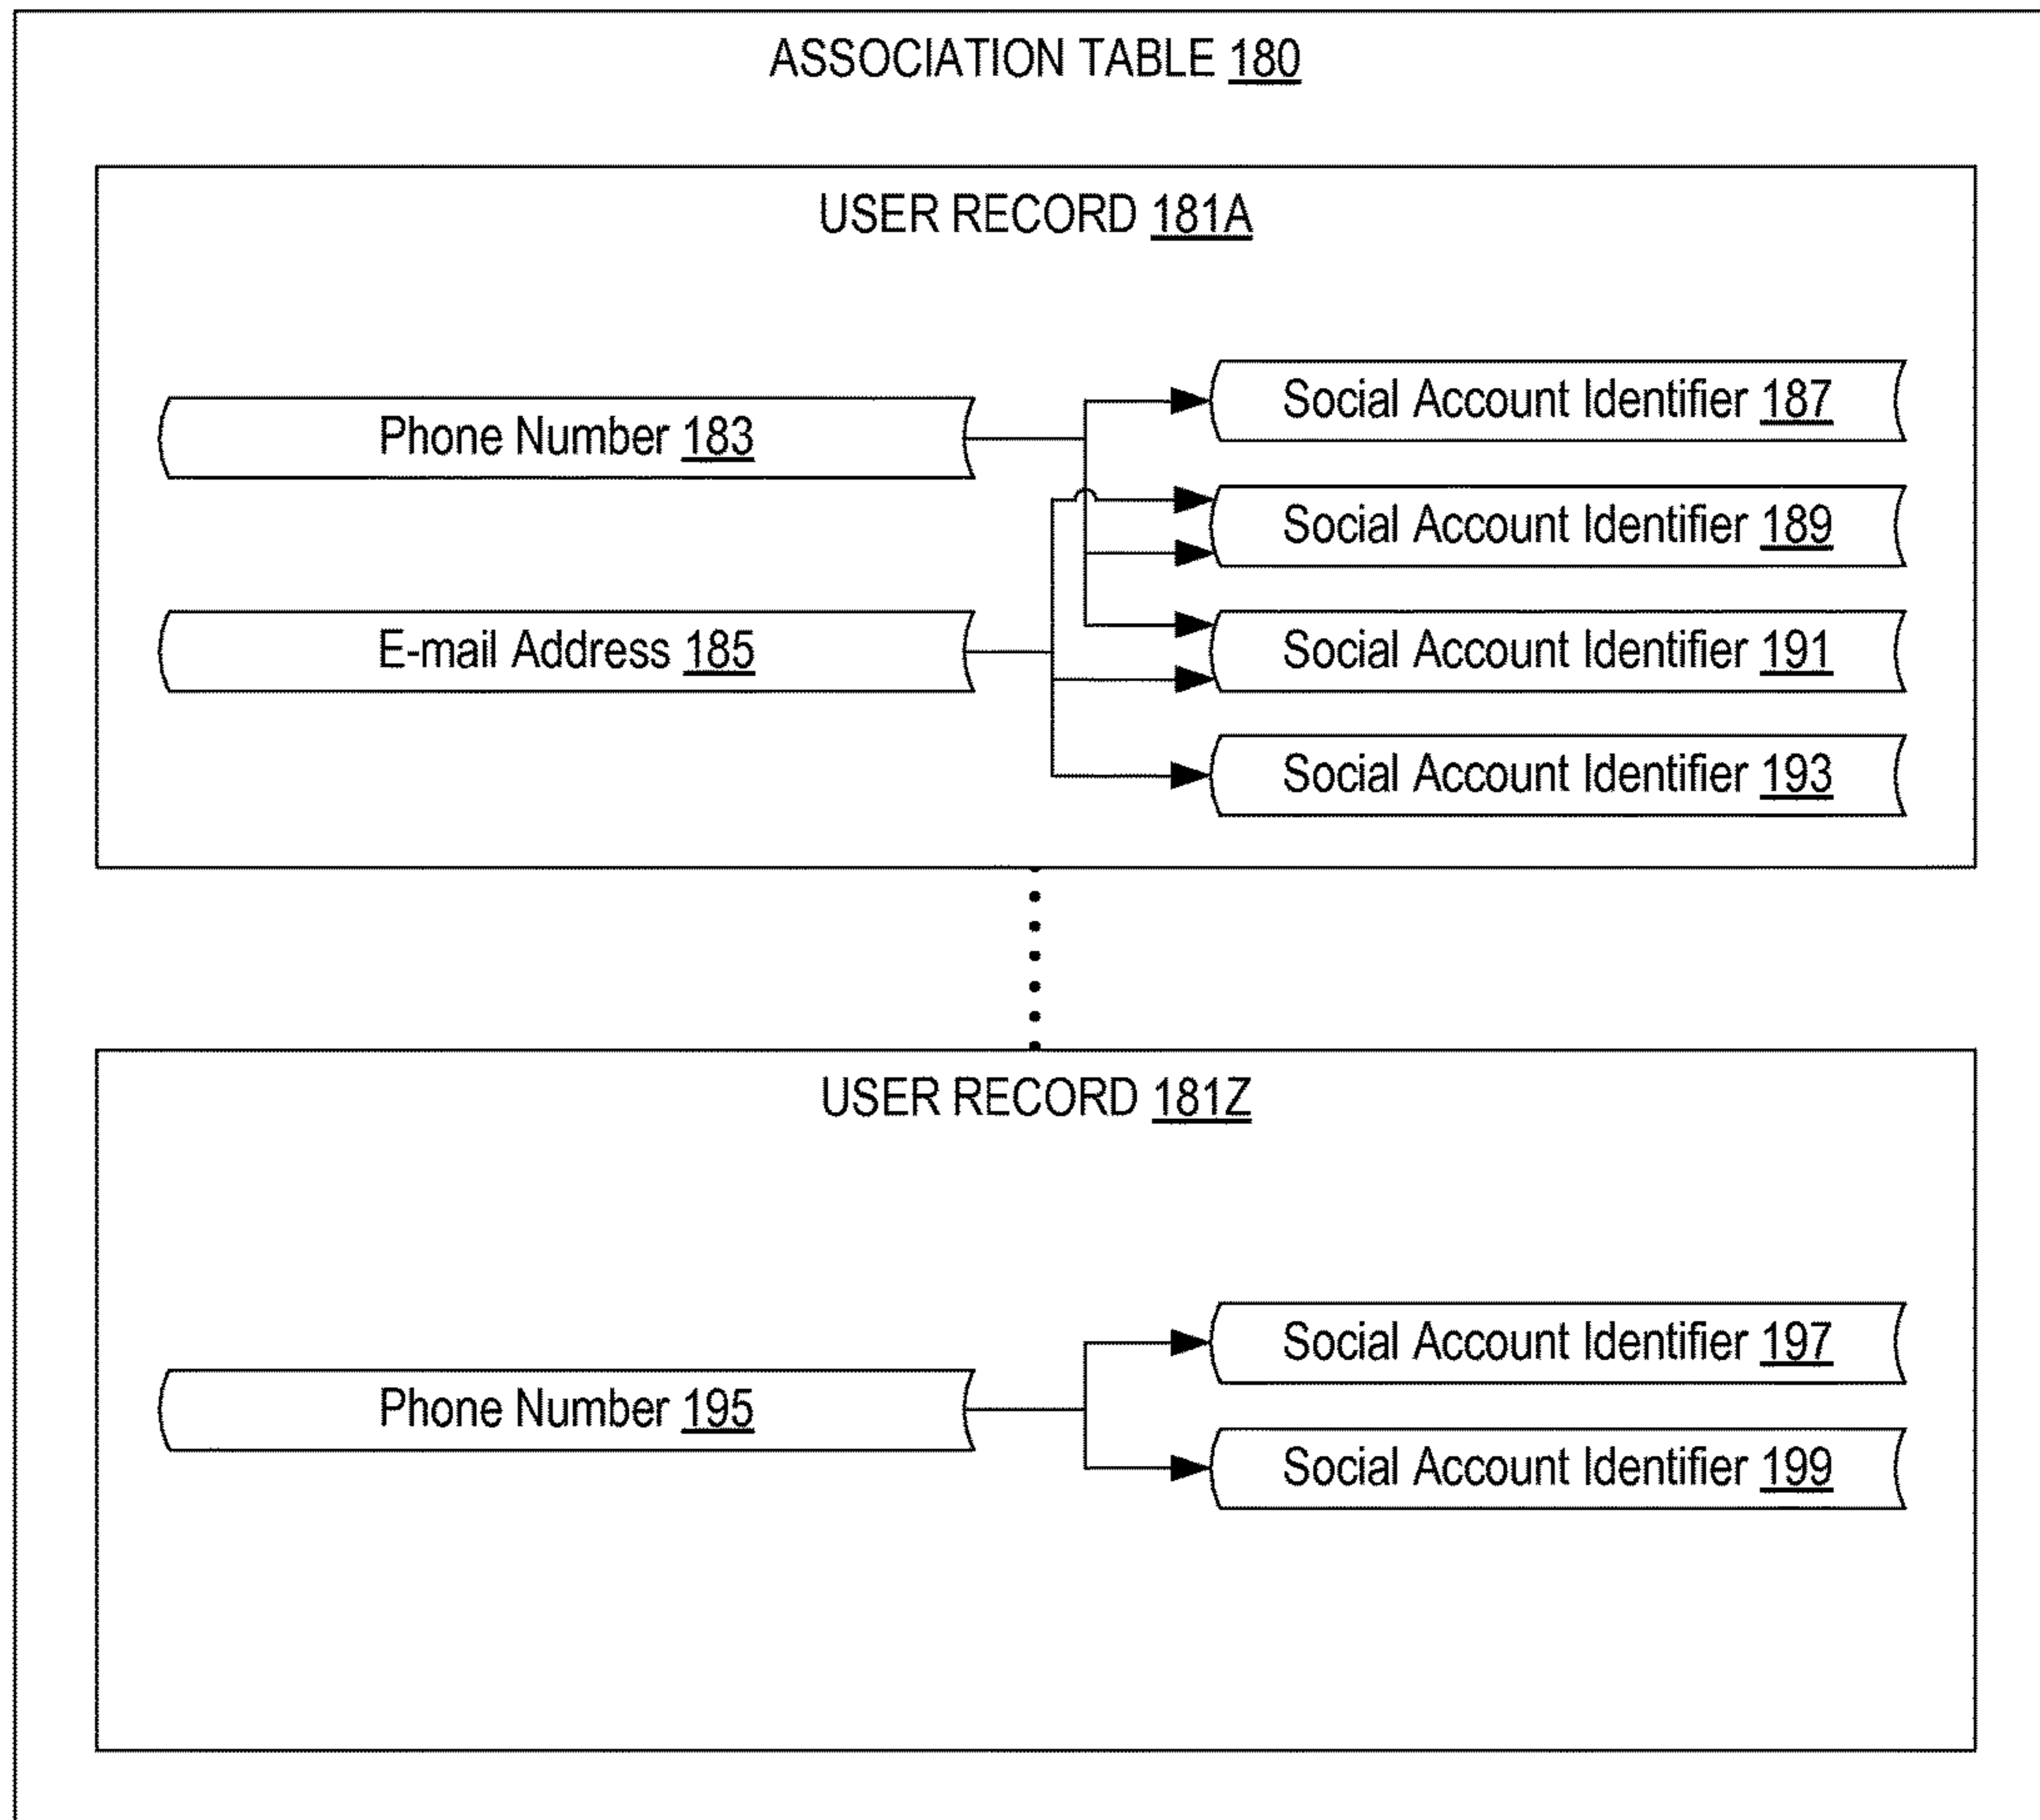 ASSOCIATION TABLE 180
USER RECORD 181A
Phone Number 183
E-mail Address 185
Social Account Identifier 187
Social Account Identifier 189
Social Account Identifier 191
Social Account Identifier 193
USER RECORD 181Z
Phone Number 195
Social Account Identifier 197
Social Account Identifier 199